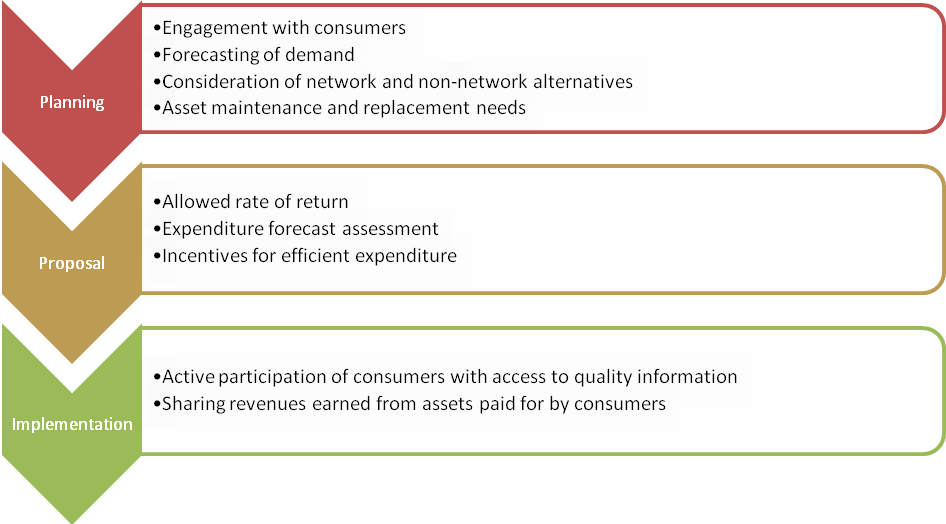 Planning
•Engagement with consumers
•Forecasting of demand
•Consideration of network and non-network alternatives
•Asset maintenance and replacement needs
Proposal
•Allowed rate of return
•Expenditure forecast assessment
•Incentives for efficient expenditure
Implementation
•Active participation of consumers with access to quality information
•Sharing revenues earned from assets paid for by consumers